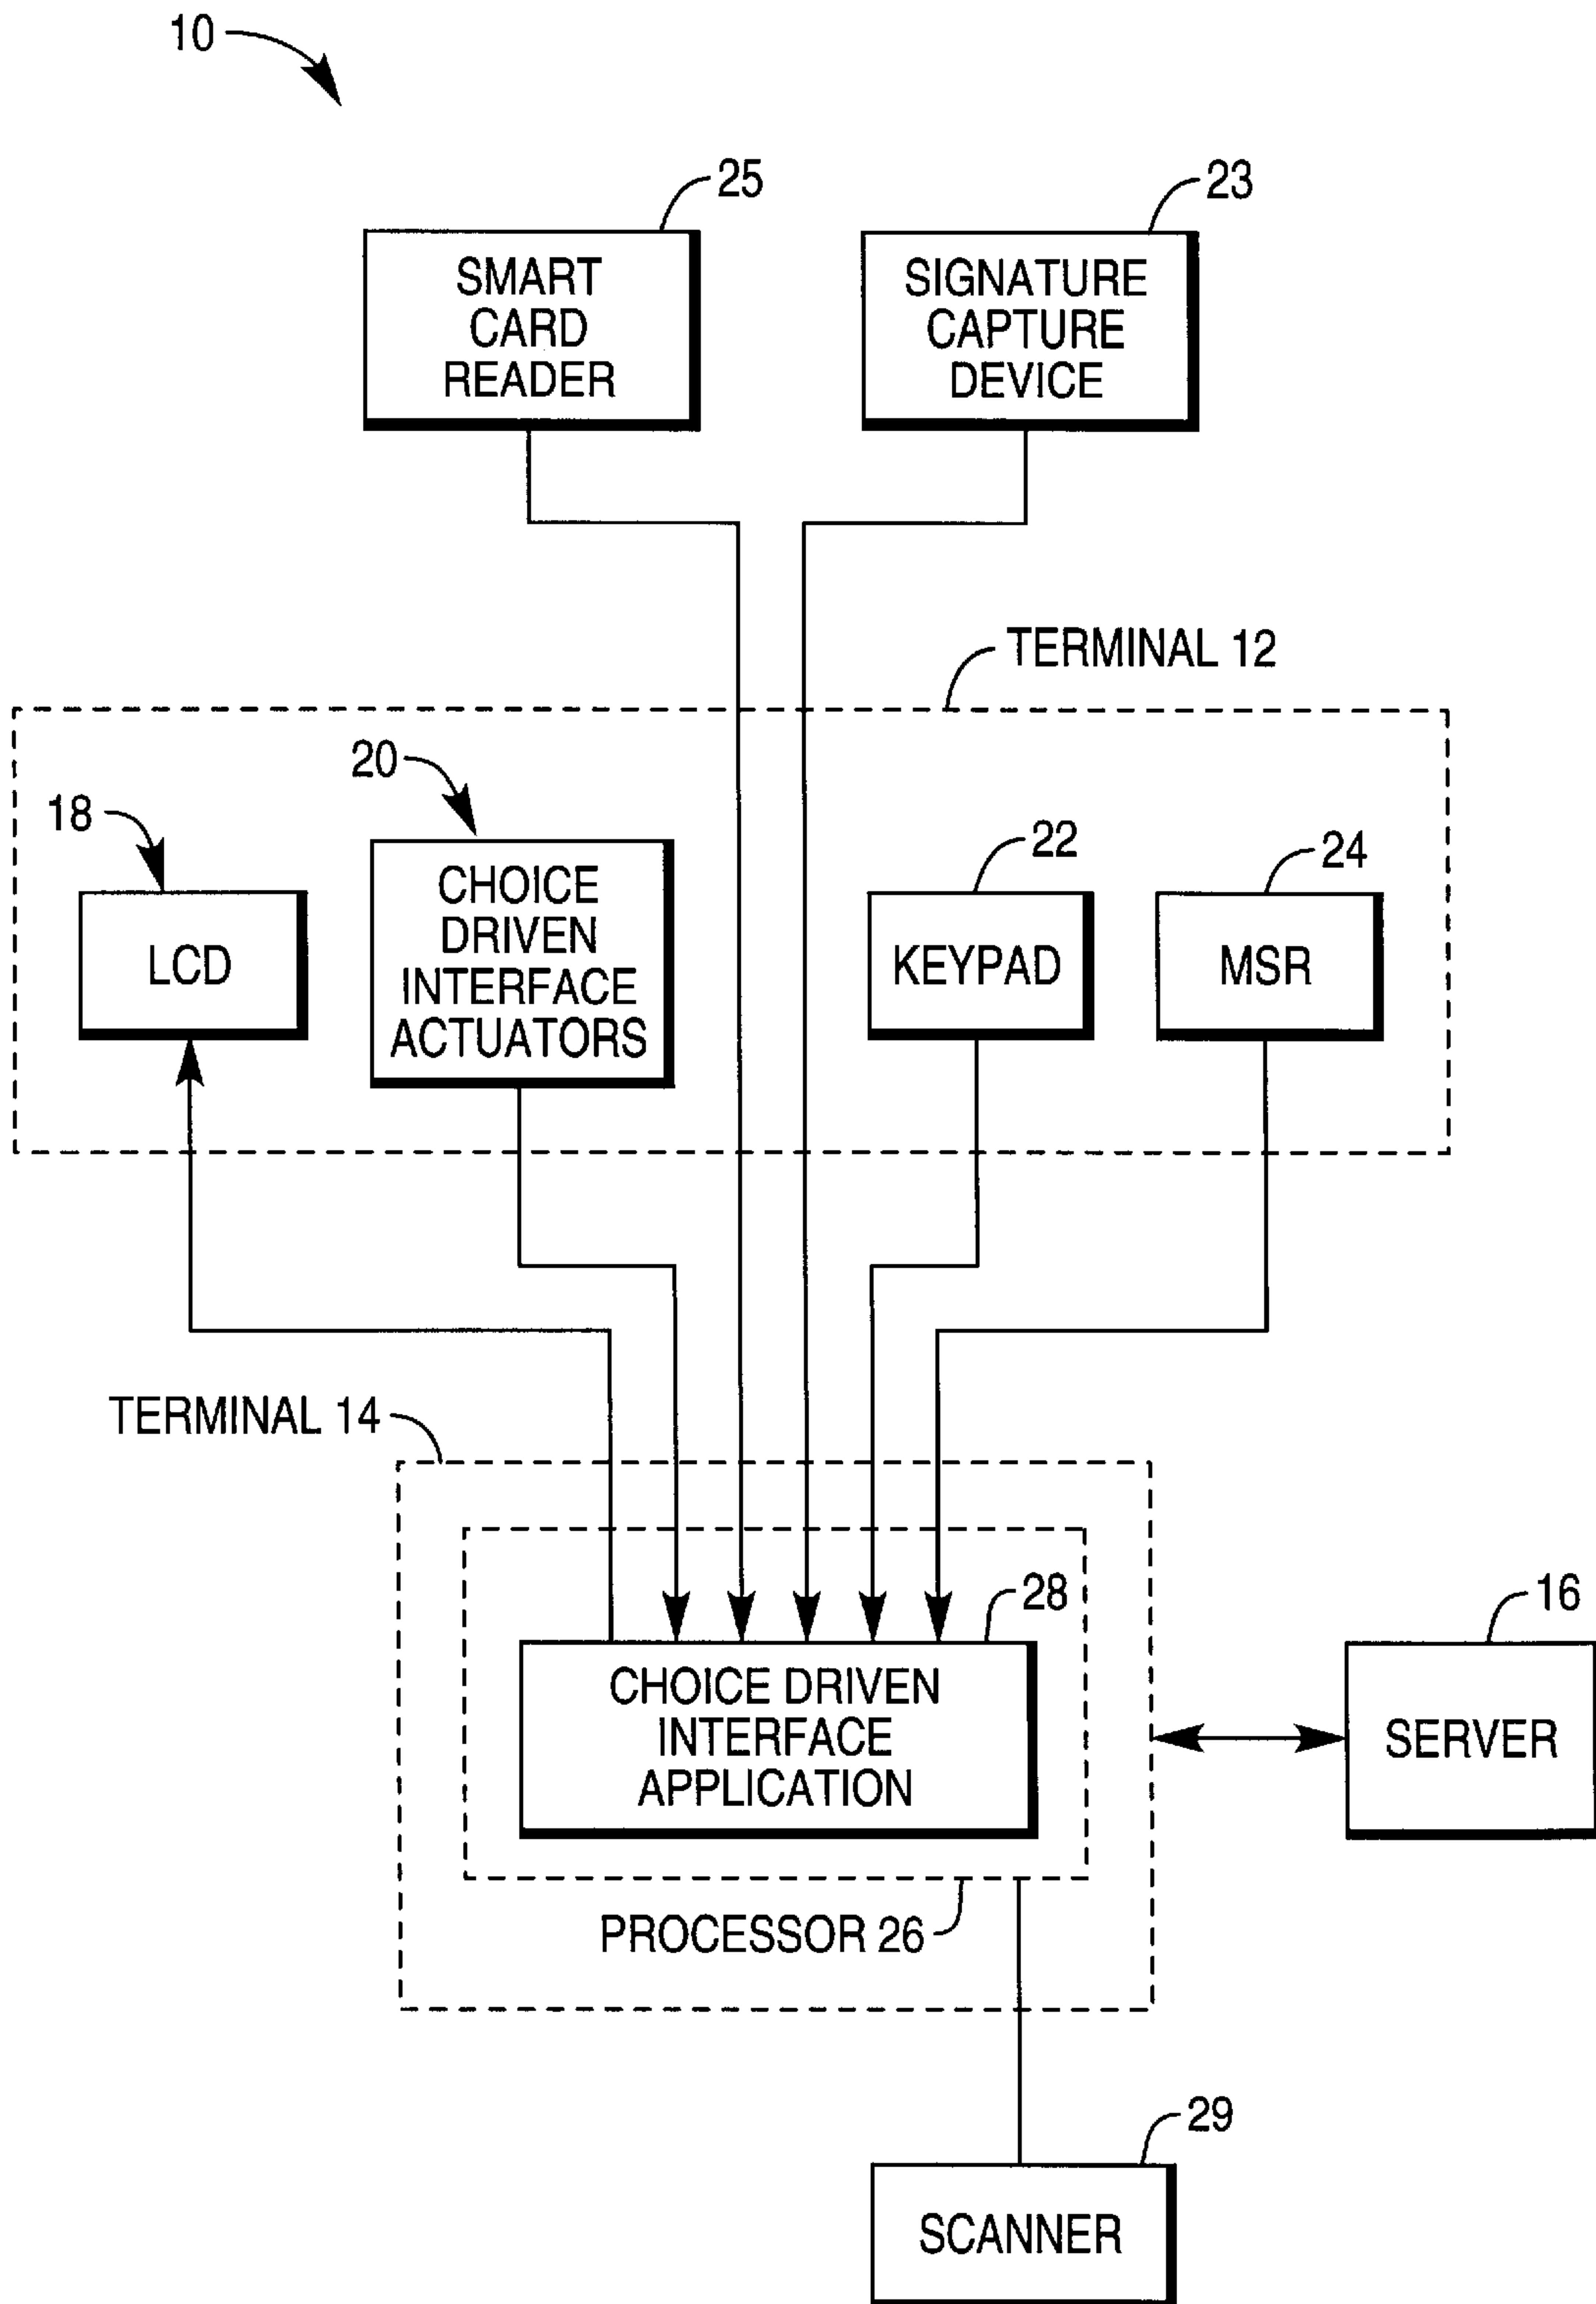 10
25
23
SMART
CARD
READER
SIGNATURE
CAPTURE
DEVICE
TERMINAL 12
20
18
22
24
CHOICE
DRIVEN
INTERFACE
ACTUATORS
LCD
KEYPAD
MSR
TERMINAL 14
28
16
CHOICE DRIVEN
INTERFACE
APPLICATION
SERVER
PROCESSOR 26
29
SCANNER